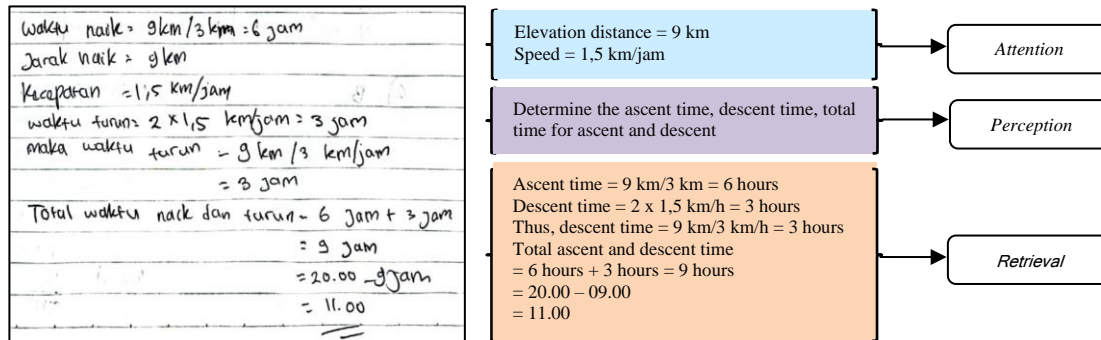 waktu naik = 9km/3km = 6 jam
Jarak naik = 9km
Kecepatan = 1,5 km/jam
waktu turun = 2 x 1,5 km/jam = 3 jam
maka waktu turun = 9 km / 3 km/jam
= 3 jam
Total waktu naik dan turun = 6 jam + 3 jam
= 9 jam
= 20.00 - 9 jam
= 11.00
Elevation distance = 9 km
Speed = 1,5 km/jam
Attention
Determine the ascent time, descent time, total
time for ascent and descent
Perception
Ascent time = 9 km/3 km = 6 hours
Descent time = 2 x 1,5 km/h = 3 hours
Thus, descent time = 9 km/3 km/h = 3 hours
Total ascent and descent time
= 6 hours + 3 hours = 9 hours
= 20.00 – 09.00
= 11.00
Retrieval